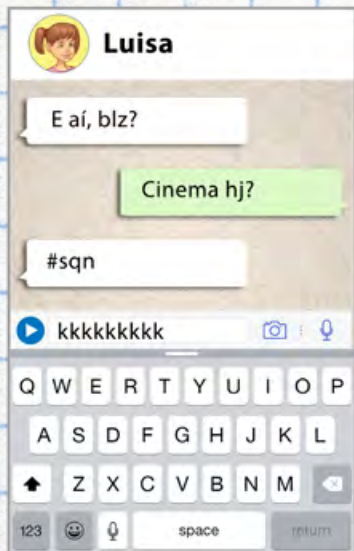 Luisa
E aí, blz?
Cinema hj?
#sqn
kkkkkkkkk
Q W E R T Y U I O P
A S D F G H J K L
Z X C V B N M
123 space return